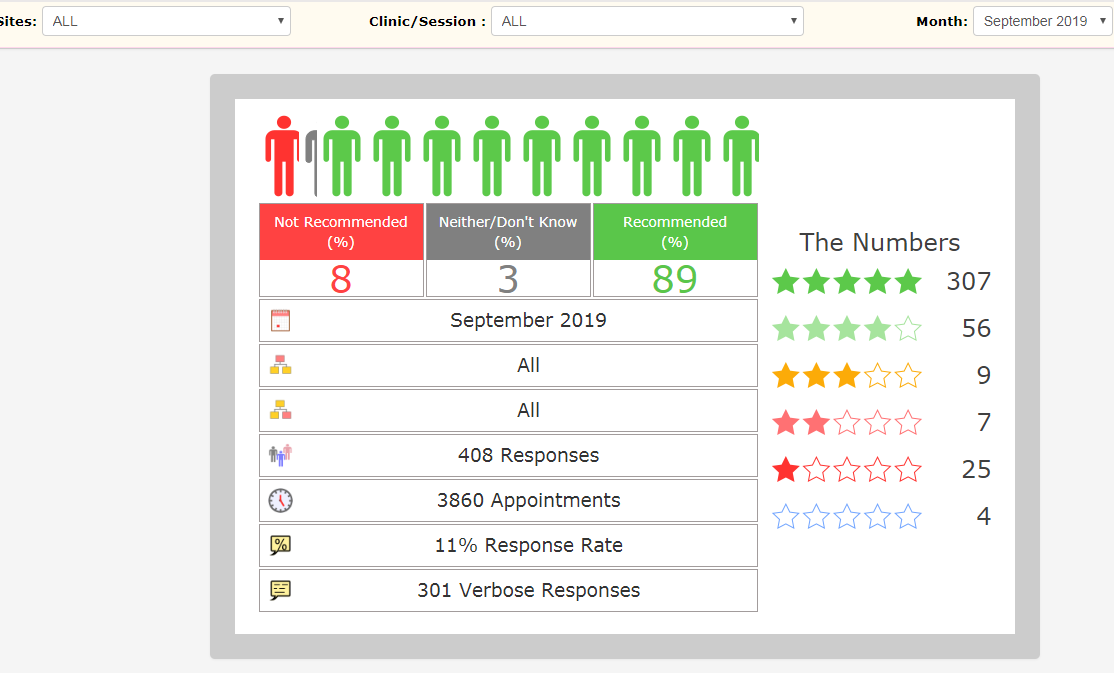 Sites: ALL Clinic/Session : ALL Month: September 2019
Not Recommended (%)
Neither/Don't Know (%)
Recommended (%)
8 3 89
September 2019
All
All
408 Responses
3860 Appointments
11% Response Rate
%
301 Verbose Responses
The Numbers
307
56
9
7
25
4